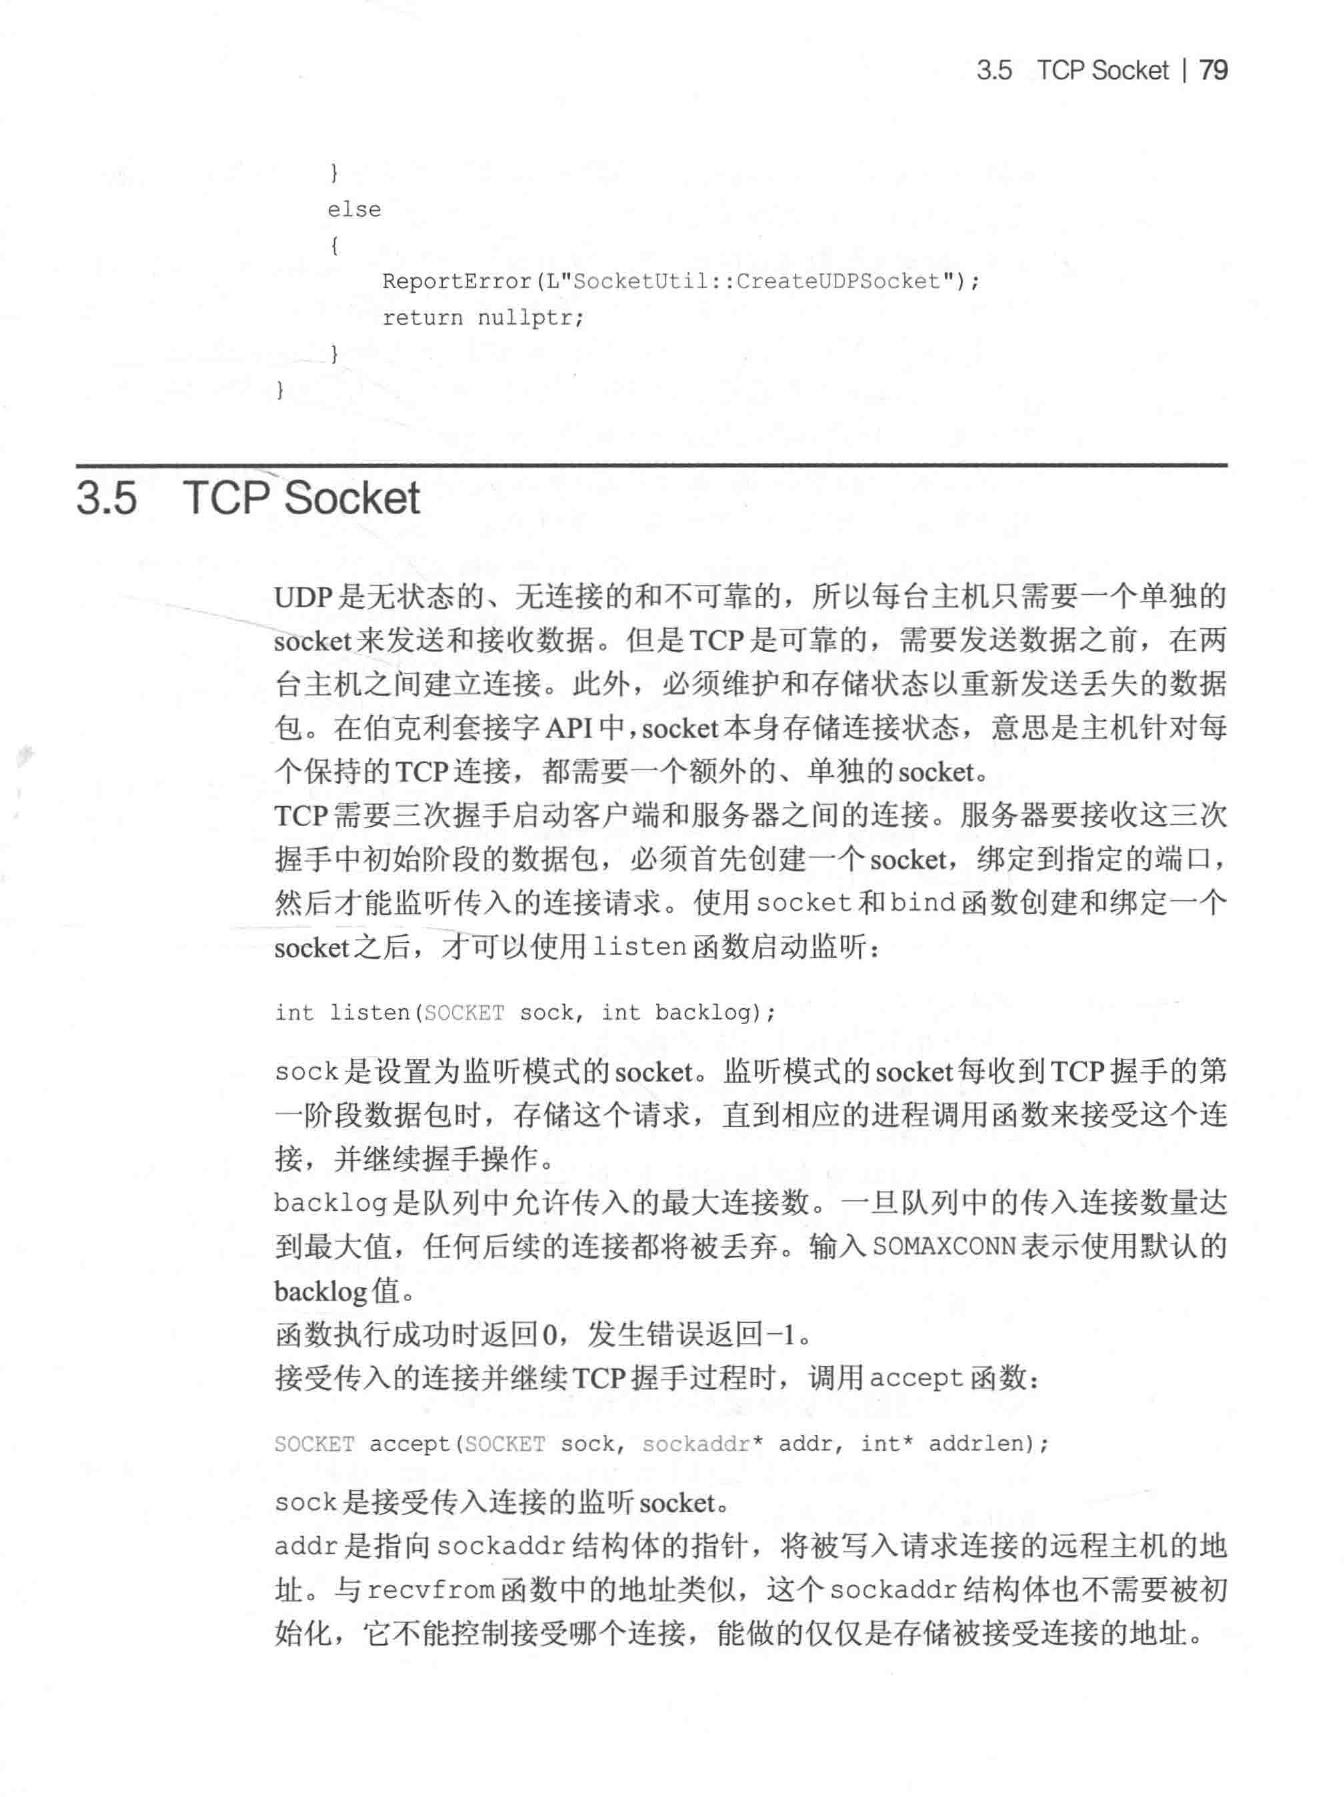 3.5 TCP Socket | 79
}
else
{
ReportError(L"SocketUtil::CreateUDPSocket");
return nullptr;
}
}
3.5 TCP Socket
UDP是无状态的、无连接的和不可靠的，所以每台主机只需要一个单独的
socket来发送和接收数据。但是TCP是可靠的，需要发送数据之前，在两
台主机之间建立连接。此外，必须维护和存储状态以重新发送丢失的数据
包。在伯克利套接字API中，socket本身存储连接状态，意思是主机针对每
个保持的TCP连接，都需要一个额外的、单独的socket。
TCP需要三次握手启动客户端和服务器之间的连接。服务器要接收这三次
握手中初始阶段的数据包，必须首先创建一个socket，绑定到指定的端口，
然后才能监听传入的连接请求。使用socket和bind函数创建和绑定一个
socket之后，才可以使用listen函数启动监听：
int listen(SOCKET sock, int backlog);
sock是设置为监听模式的socket。监听模式的socket每收到TCP握手的第
一阶段数据包时，存储这个请求，直到相应的进程调用函数来接受这个连
接，并继续握手操作。
backlog是队列中允许传入的最大连接数。一旦队列中的传入连接数量达
到最大值，任何后续的连接都将被丢弃。输入SOMAXCONN表示使用默认的
backlog值。
函数执行成功时返回0，发生错误返回-1。
接受传入的连接并继续TCP握手过程时，调用accept函数：
SOCKET accept(SOCKET sock, sockaddr* addr, int* addrlen);
sock是接受传入连接的监听socket。
addr是指向sockaddr结构体的指针，将被写入请求连接的远程主机的地
址。与recvfrom函数中的地址类似，这个sockaddr结构体也不需要被初
始化，它不能控制接受哪个连接，能做的仅仅是存储被接受连接的地址。